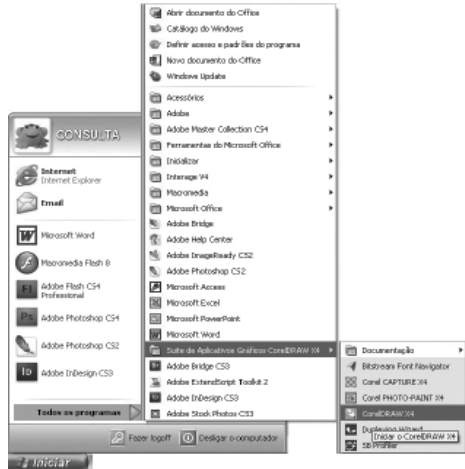 Abrir documento do Office
Catálogo do Windows
Definir acesso e padrões do programa
Novo documento do Office
Windows Update
Acessórios
Adobe
Adobe Master Collection CS4
Ferramentas do Microsoft Office
Inicializar
Interage V4
Macromedia
Microsoft Office
Adobe Bridge
Adobe Help Center
Adobe ImageReady CS2
Adobe Photoshop CS2
Microsoft Access
Microsoft Excel
Microsoft PowerPoint
Microsoft Word
Suite de Aplicativos Gráficos CorelDRAW X4
Adobe Bridge CS3
Adobe ExtendScript Toolkit 2
Adobe InDesign CS3
Adobe Stock Photos CS3
CONSULTA
Internet
Internet Explorer
Email
Microsoft Word
Macromedia Flash 8
Adobe Flash CS4
Professional
Adobe Photoshop CS4
Adobe Photoshop CS2
Adobe InDesign CS3
Todos os programas
Fazer logoff
Desligar o computador
Iniciar
Documentação
Bitstream Font Navigator
Corel CAPTURE X4
Corel PHOTO-PAINT X4
CorelDRAW X4
Duplexing Wizard
Iniciar o CorelDRAW X4
SB Profiler